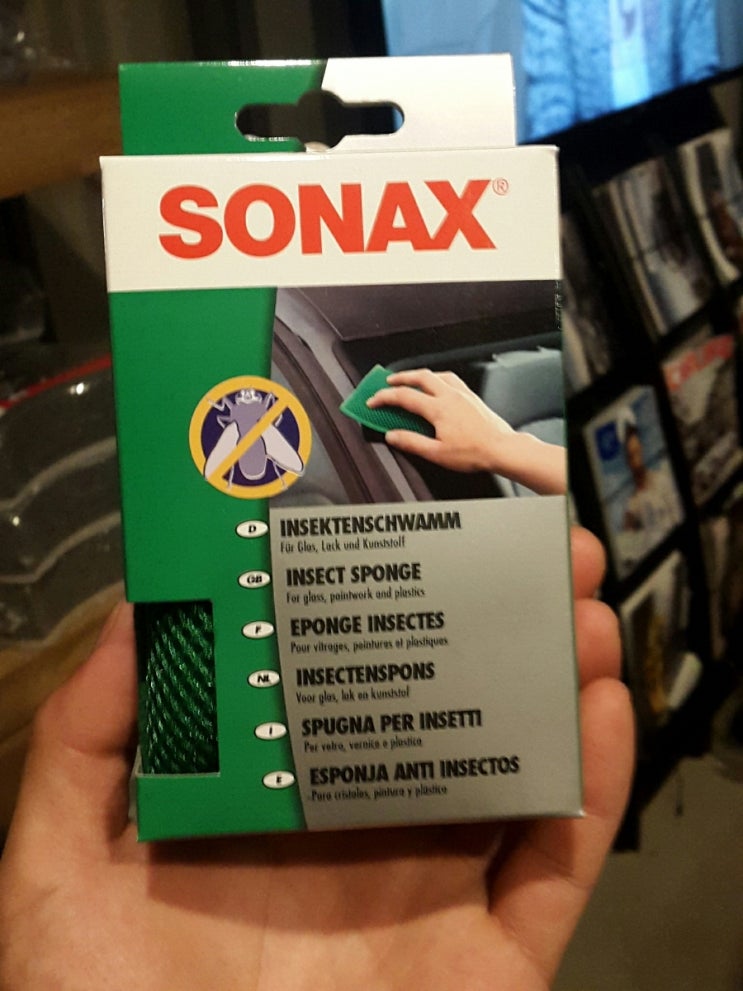 SONAX®
D INSEKTENSCHWAMM
Für Glas, Lack und Kunststoff
GB INSECT SPONGE
For glass, paintwork and plastics
F EPONGE INSECTES
Pour vitrages, peintures et plastiques
NL INSECTENSPONS
Voor glas, lak en kunststof
I SPUGNA PER INSETTI
Per vetro, vernice e plastica
E ESPONJA ANTI INSECTOS
Para cristales, pintura y plástico